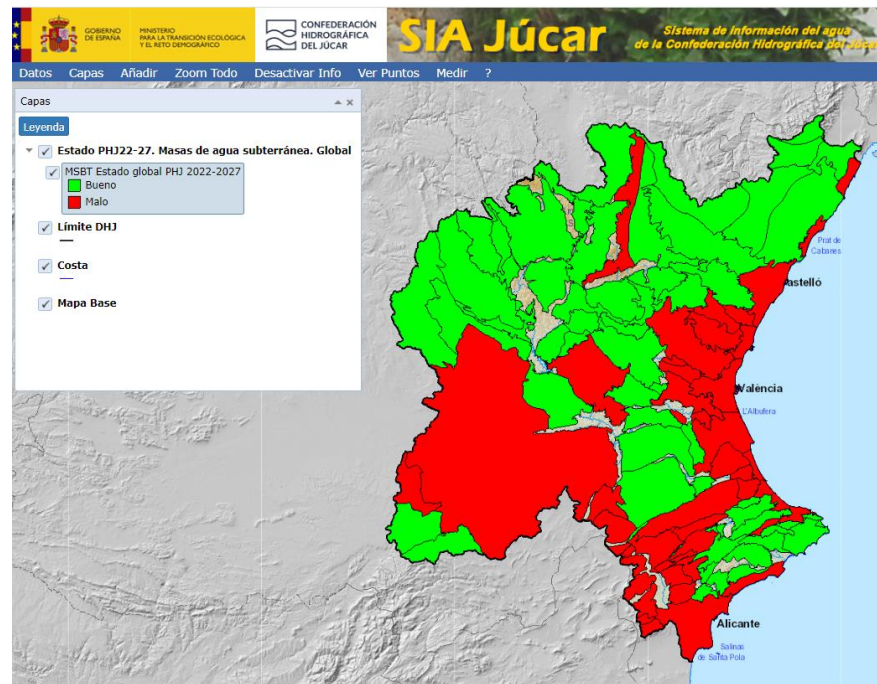 GOBIERNO
DE ESPAÑA
MINISTERIO
PARA LA TRANSICIÓN ECOLÓGICA
Y EL RETO DEMOGRÁFICO
CONFEDERACIÓN
HIDROGRÁFICA
DEL JÚCAR
SIA Júcar
Sistema de información del agua
de la Confederación Hidrográfica del Júcar
Datos Capas Añadir Zoom Todo Desactivar Info Ver Puntos Medir ?
Capas
Leyenda
Estado PHJ22-27. Masas de agua subterránea. Global
MSBT Estado global PHJ 2022-2027
Bueno
Malo
Límite DHJ
Costa
Mapa Base
Prat de
Cabanes
astelló
València
L'Albufera
Alicante
Salinas
de Santa Pola